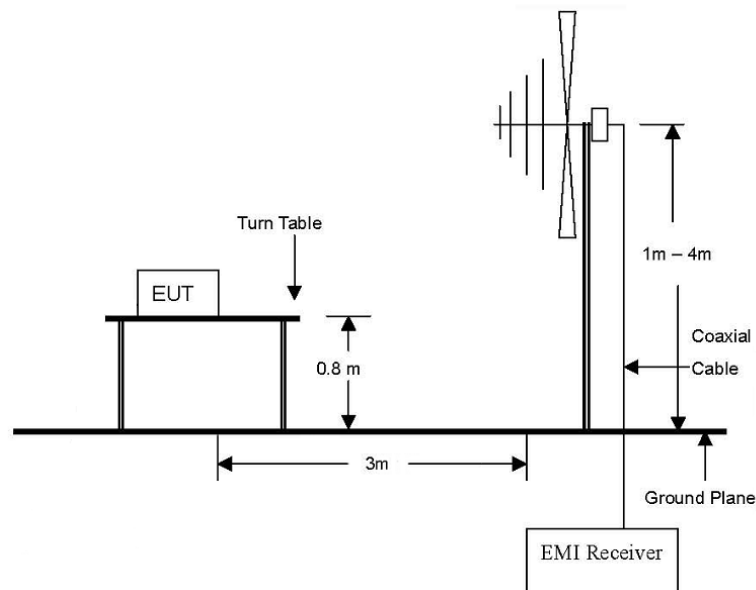 Turn Table
EUT
1m – 4m
0.8 m
Coaxial
Cable
3m
Ground Plane
EMI Receiver